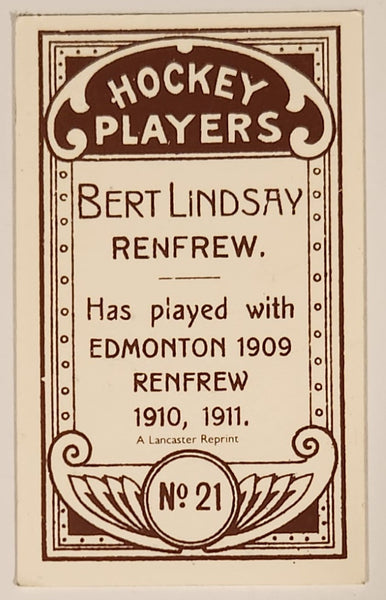 HOCKEY
PLAYERS
BERT LINDSAY
RENFREW.
Has played with
EDMONTON 1909
RENFREW
1910, 1911.
A Lancaster Reprint
No 21